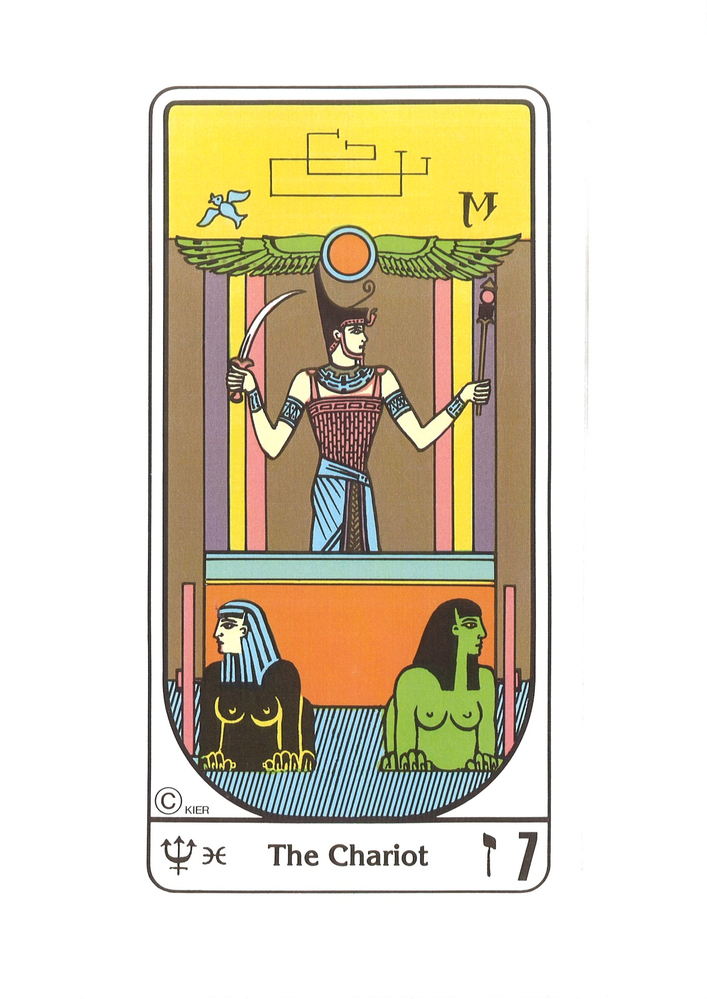 © KIER
♆ ♓ The Chariot ז 7